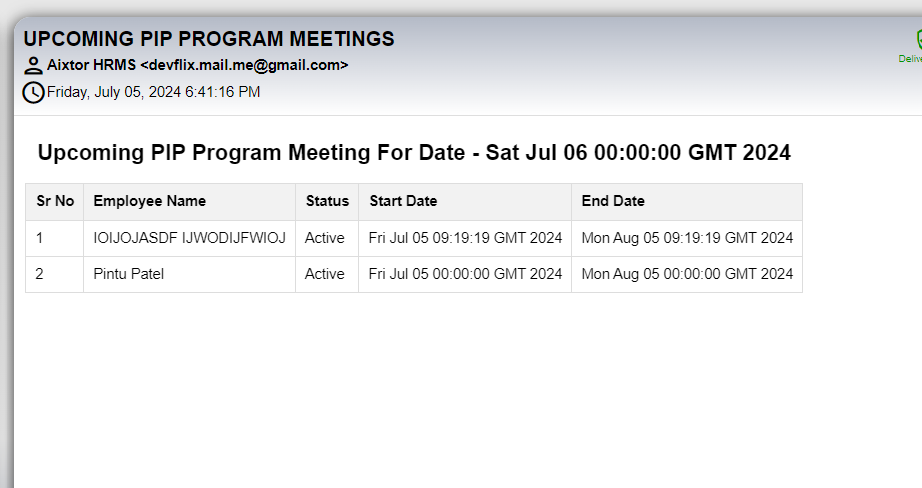 UPCOMING PIP PROGRAM MEETINGS
Aixtor HRMS <devflix.mail.me@gmail.com>
Friday, July 05, 2024 6:41:16 PM
Upcoming PIP Program Meeting For Date - Sat Jul 06 00:00:00 GMT 2024
Sr No Employee Name Status Start Date End Date
1 IOIJOJASDF IJWODIJFWIOJ Active Fri Jul 05 09:19:19 GMT 2024 Mon Aug 05 09:19:19 GMT 2024
2 Pintu Patel Active Fri Jul 05 00:00:00 GMT 2024 Mon Aug 05 00:00:00 GMT 2024